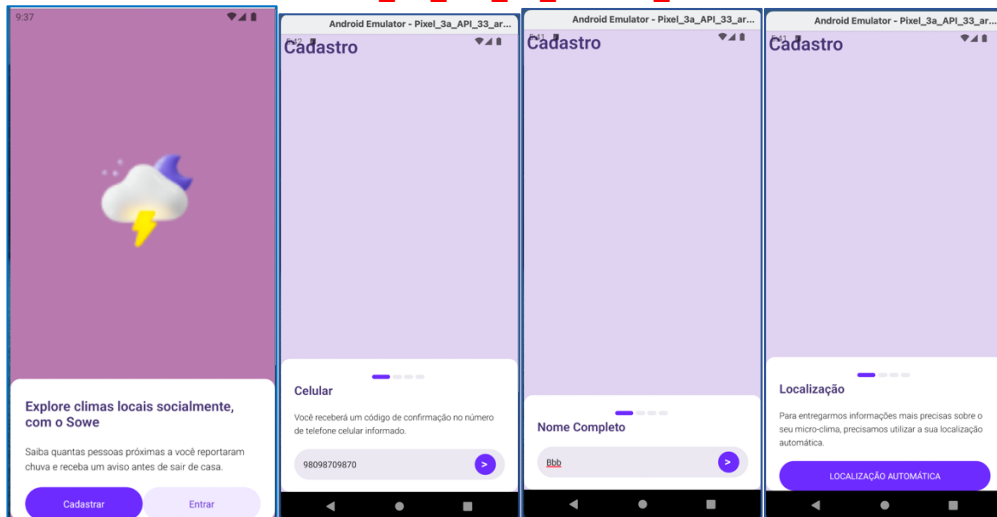 9:37
Explore climas locais socialmente,
com o Sowe
Saiba quantas pessoas próximas a você reportaram
chuva e receba um aviso antes de sair de casa.
Cadastrar
Entrar
Android Emulator - Pixel_3a_API_33_ar...
Cadastro
Celular
Você receberá um código de confirmação no número
de telefone celular informado.
98098709870
>
Android Emulator - Pixel_3a_API_33_ar...
Cadastro
Nome Completo
Bbb
>
Android Emulator - Pixel_3a_API_33_ar...
Cadastro
Localização
Para entregarmos informações mais precisas sobre o
seu micro-clima, precisamos utilizar a sua localização
automática.
LOCALIZAÇÃO AUTOMÁTICA